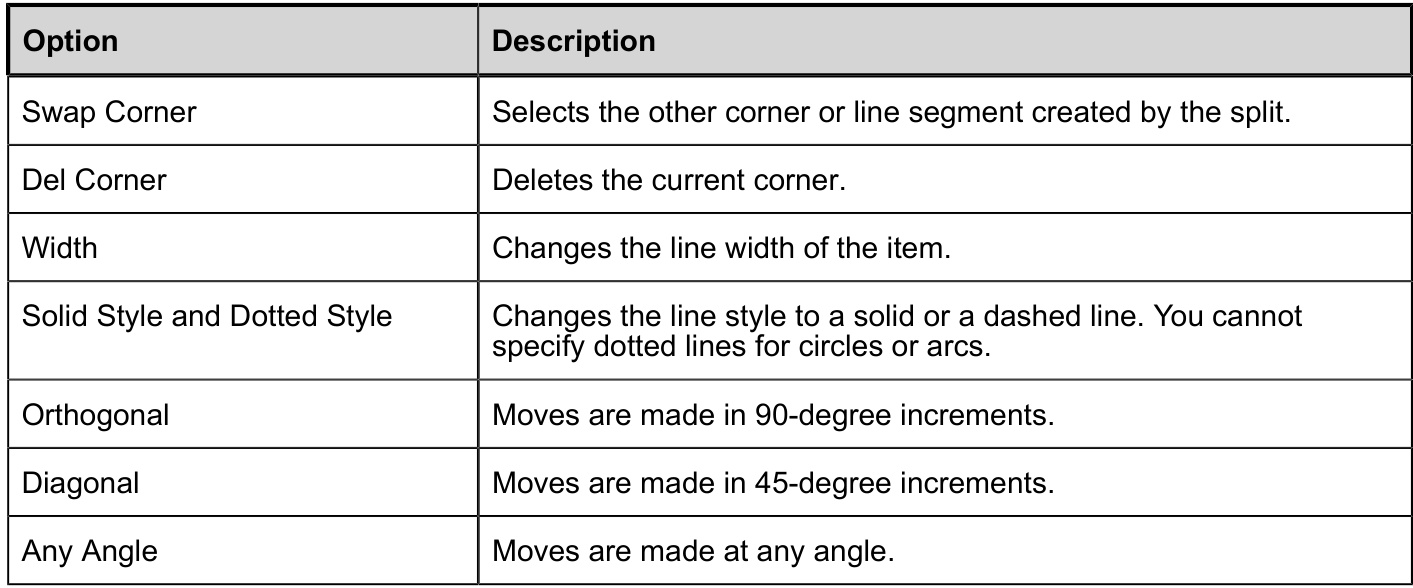 Option Description
Swap Corner Selects the other corner or line segment created by the split.
Del Corner Deletes the current corner.
Width Changes the line width of the item.
Solid Style and Dotted Style Changes the line style to a solid or a dashed line. You cannot
specify dotted lines for circles or arcs.
Orthogonal Moves are made in 90-degree increments.
Diagonal Moves are made in 45-degree increments.
Any Angle Moves are made at any angle.